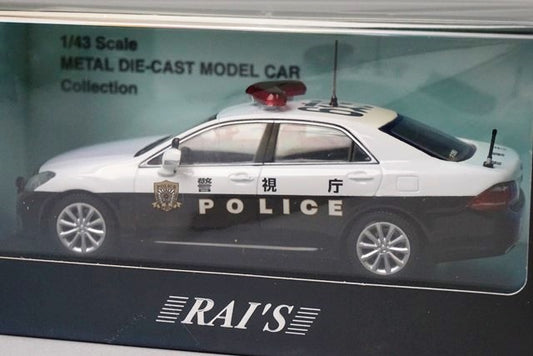 1/43 Scale
METAL DIE-CAST MODEL CAR
Collection
警視庁
POLICE
RAI'S